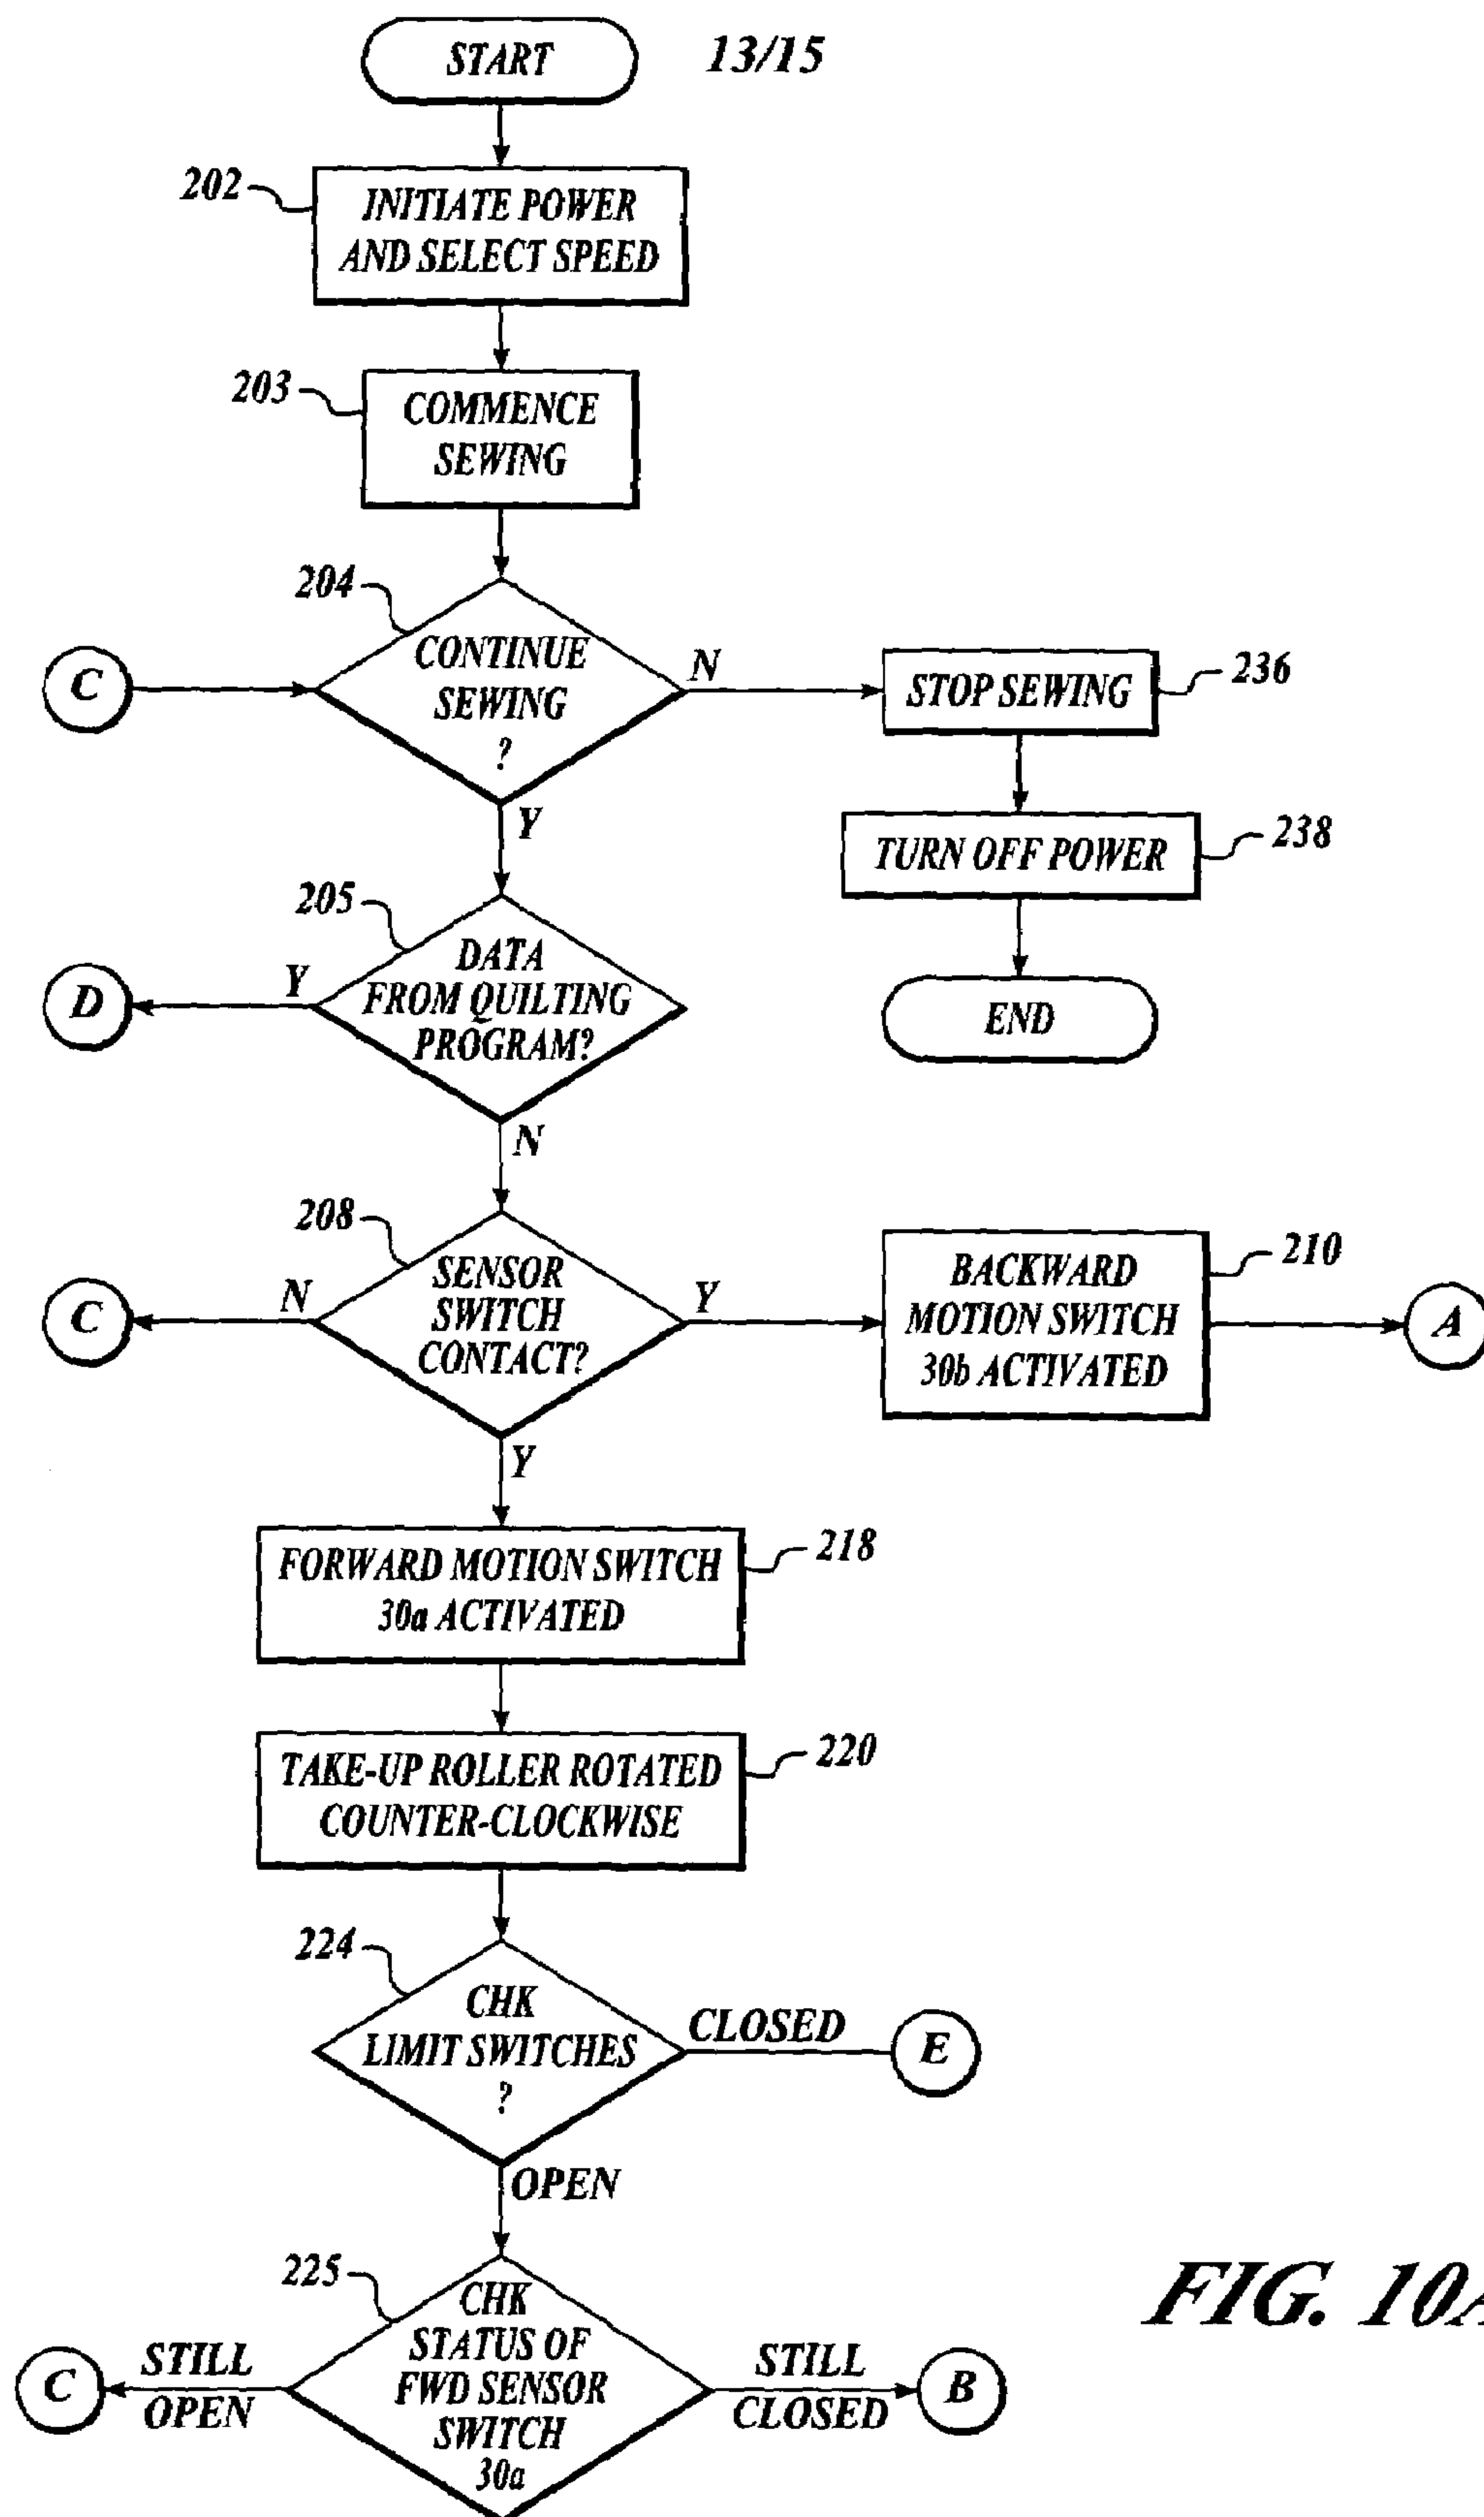 START
13/15
202
INITIATE POWER
AND SELECT SPEED
203
COMMENCE
SEWING
204
CONTINUE
SEWING
?
C
N
STOP SEWING
236
Y
TURN OFF POWER
238
205
DATA
FROM QUILTING
PROGRAM?
Y
D
END
N
208
SENSOR
SWITCH
CONTACT?
N
C
Y
BACKWARD
MOTION SWITCH
30b ACTIVATED
210
A
Y
FORWARD MOTION SWITCH
30a ACTIVATED
218
TAKE-UP ROLLER ROTATED
COUNTER-CLOCKWISE
220
224
CHK
LIMIT SWITCHES
?
CLOSED
E
OPEN
225
CHK
STATUS OF
FWD SENSOR
SWITCH
30a
STILL
OPEN
C
STILL
CLOSED
B
FIG. 10A